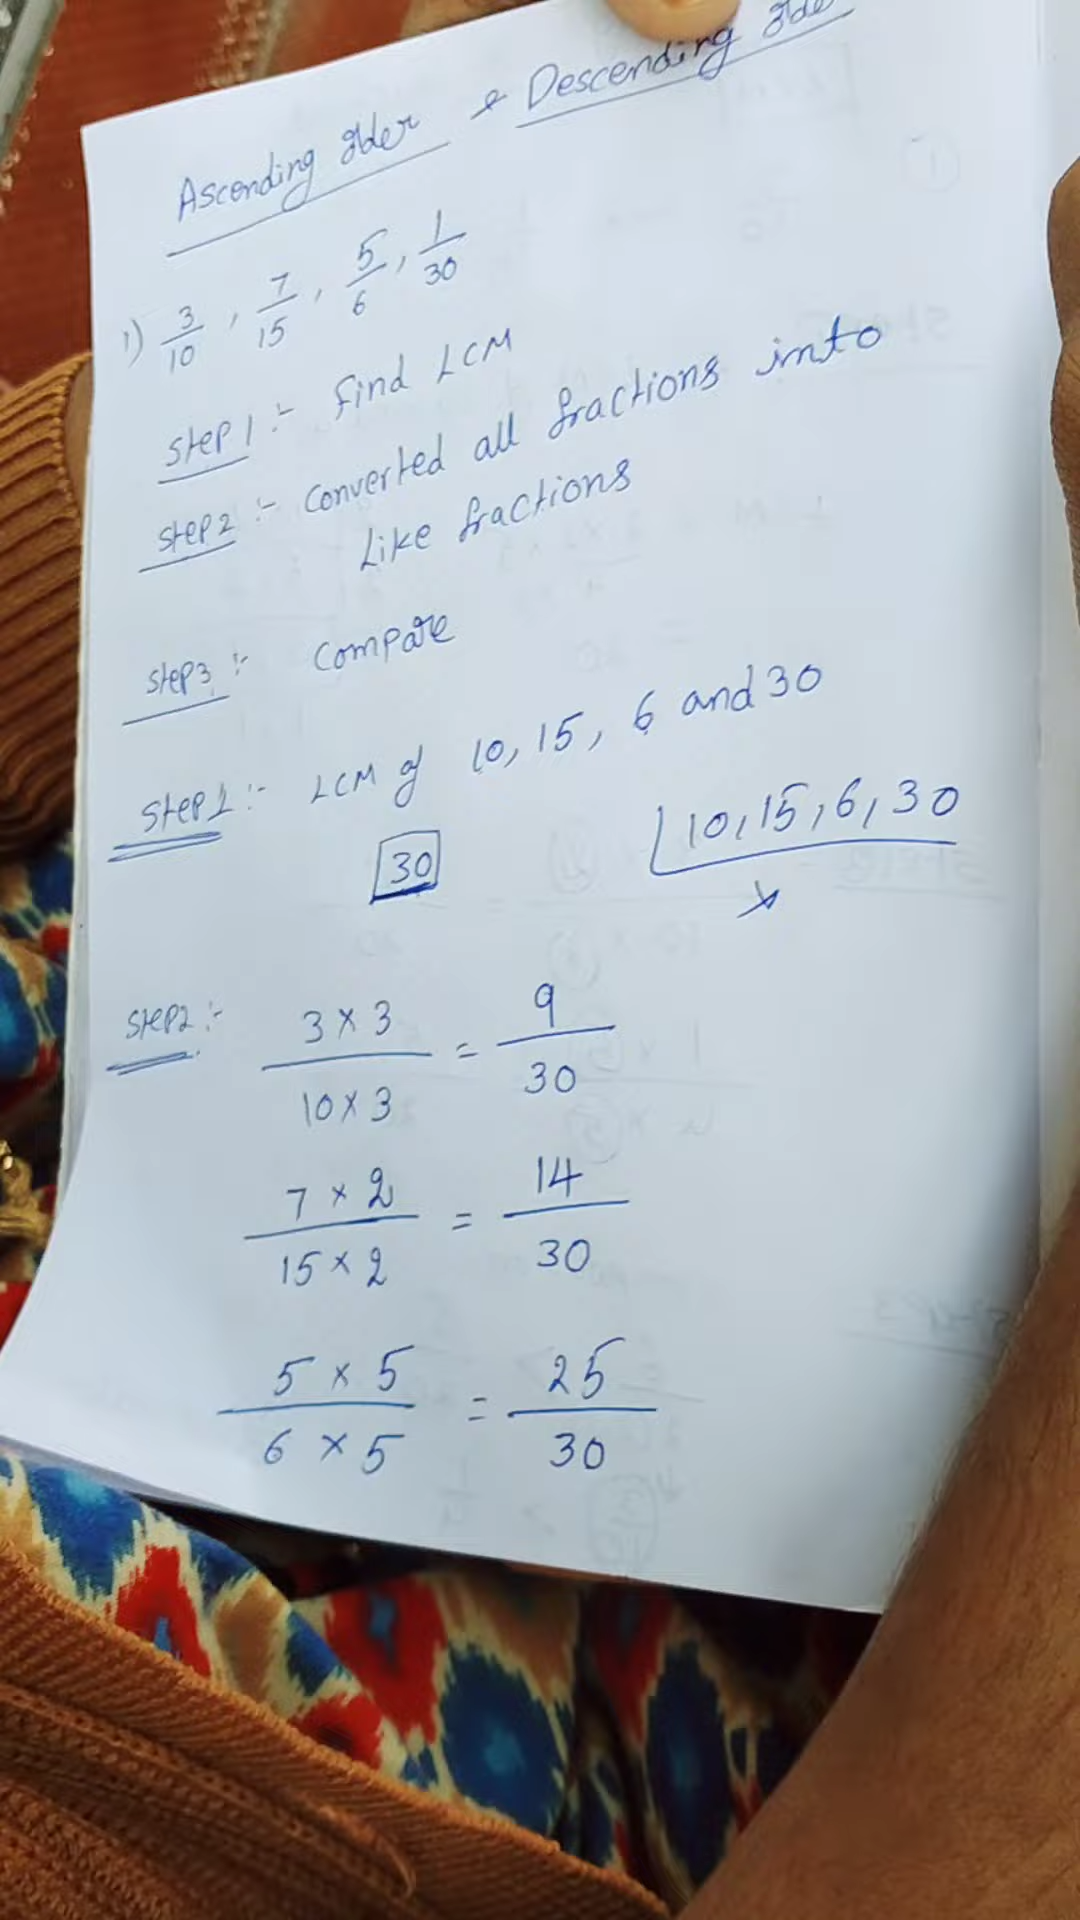 Ascending order & Descending order
1) 3/10, 7/15, 5/6, 1/30
Step 1 :- find LCM
Step 2 :- converted all fractions into
Like fractions
Step 3 :- compare
Step 1 :- LCM of 10, 15, 6 and 30
30
10, 15, 6, 30
x
Step 2 :- 3 x 3 / 10 x 3 = 9/30
7 x 2 / 15 x 2 = 14/30
5 x 5 / 6 x 5 = 25/30